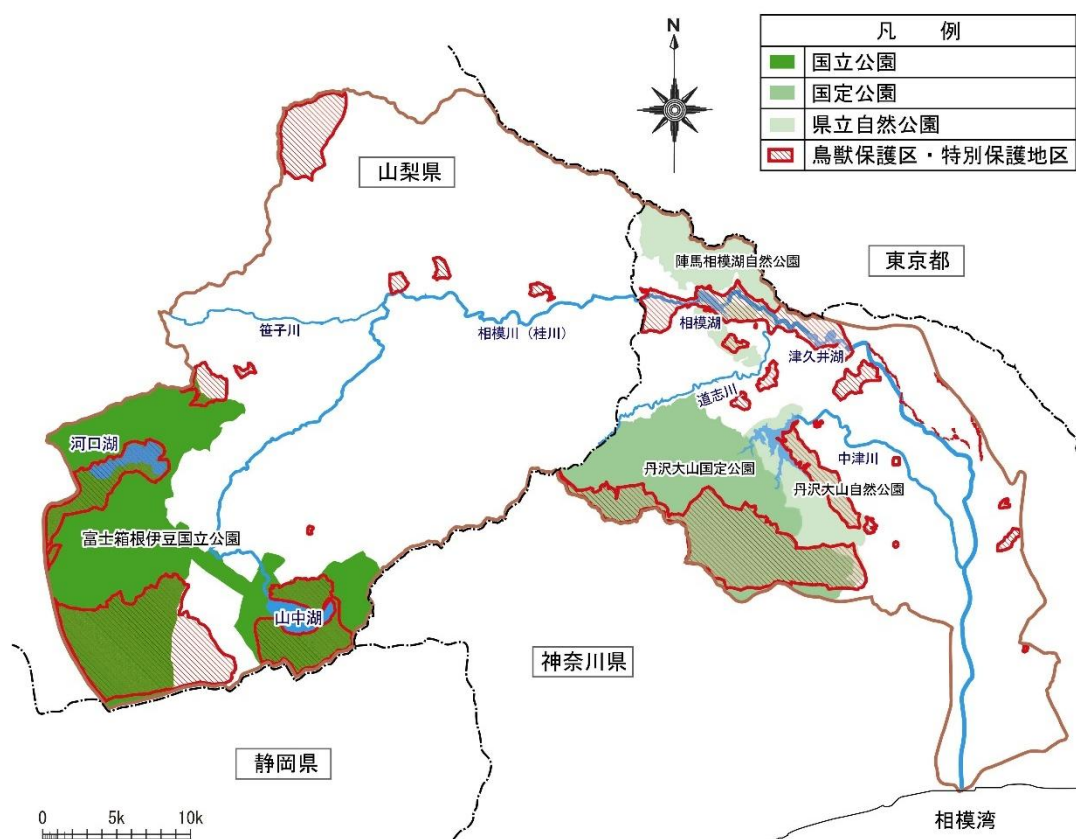 N
凡 例
国立公園
国定公園
県立自然公園
鳥獣保護区・特別保護地区
山梨県
東京都
陣馬相模湖自然公園
笹子川
相模川（桂川）
相模湖
津久井湖
道志川
河口湖
中津川
丹沢大山国定公園
丹沢大山自然公園
富士箱根伊豆国立公園
山中湖
神奈川県
静岡県
0 5k 10k
相模湾